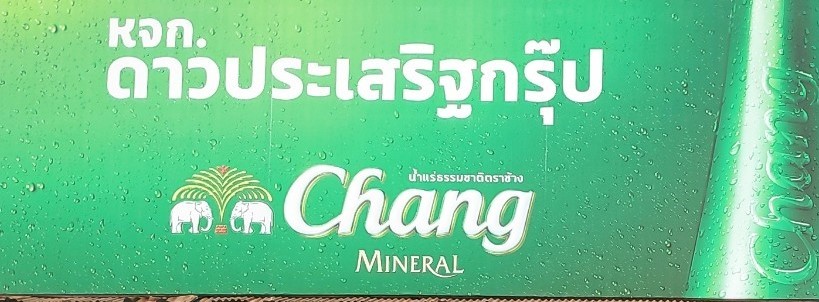 หจก.
ดาวประเสริฐกรุ๊ป
น้ำแร่ธรรมชาติตราช้าง
Chang
MINERAL
Chang